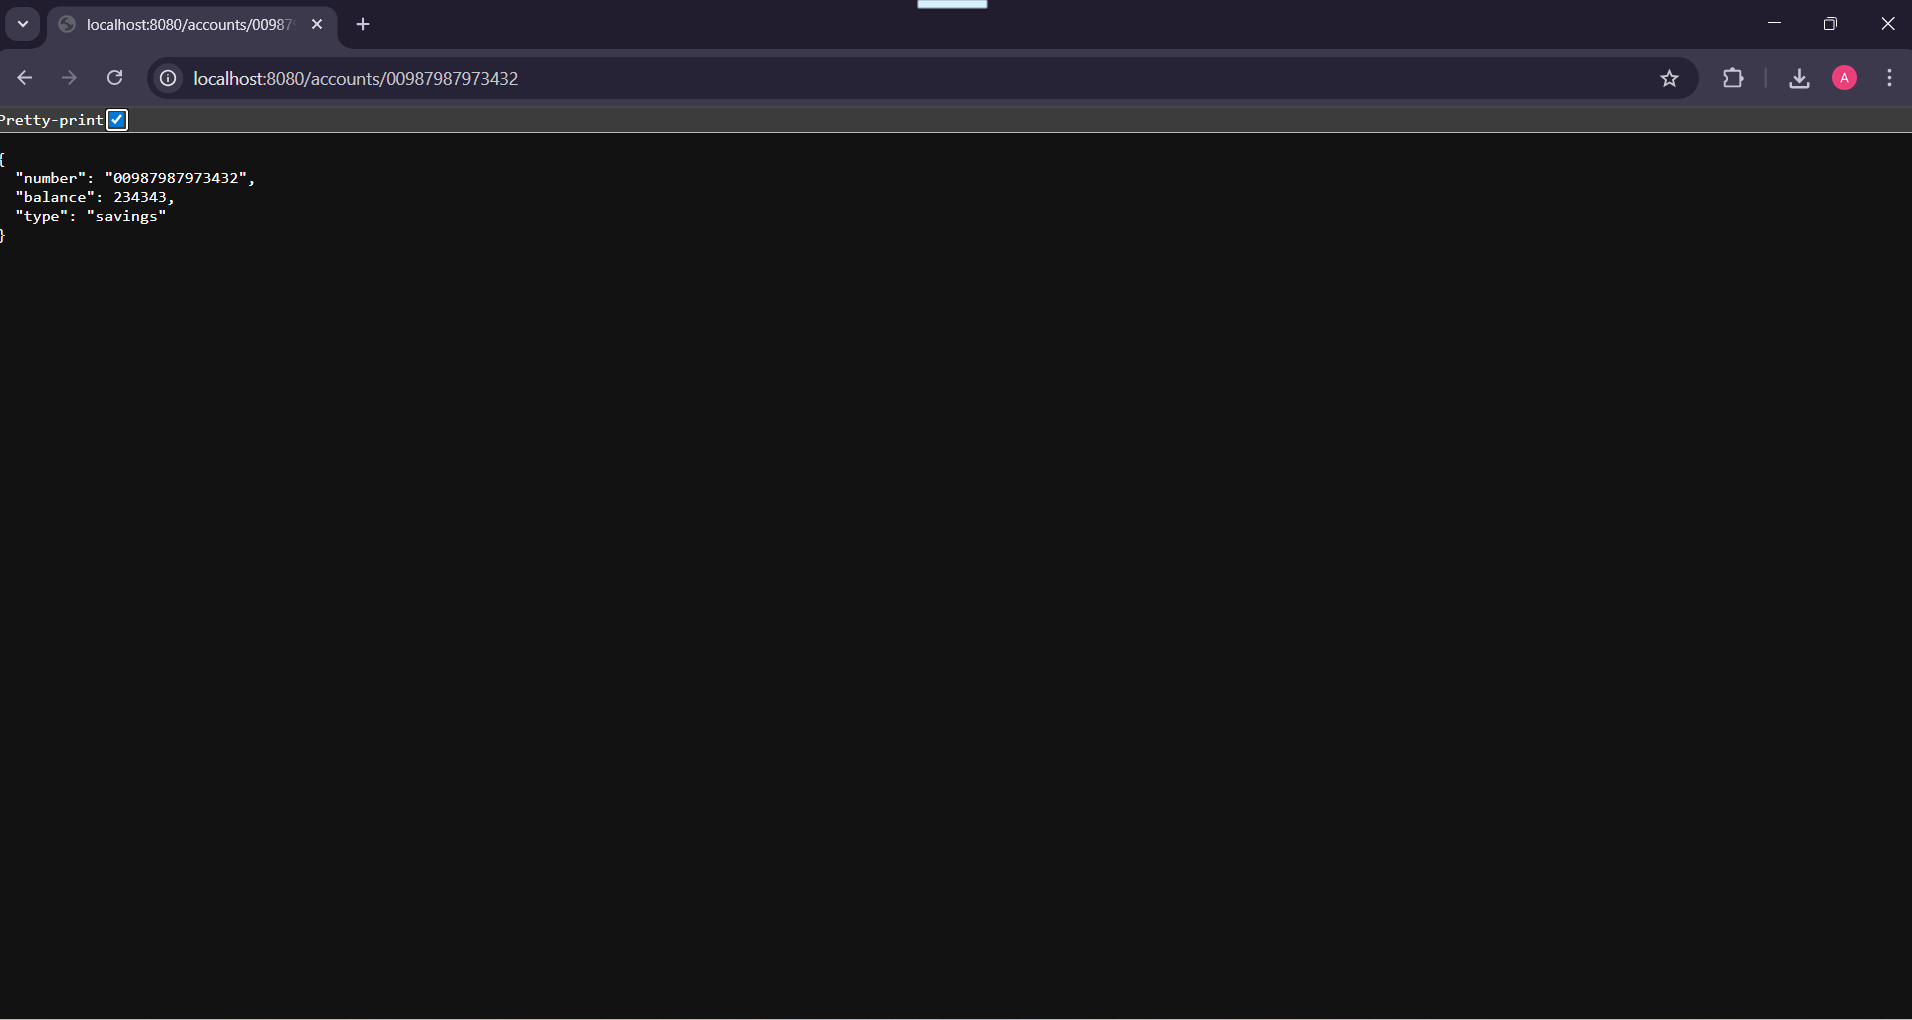 localhost:8080/accounts/00987
localhost:8080/accounts/00987987973432
A
Pretty-print
{
"number": "00987987973432",
"balance": 234343,
"type": "savings"
}